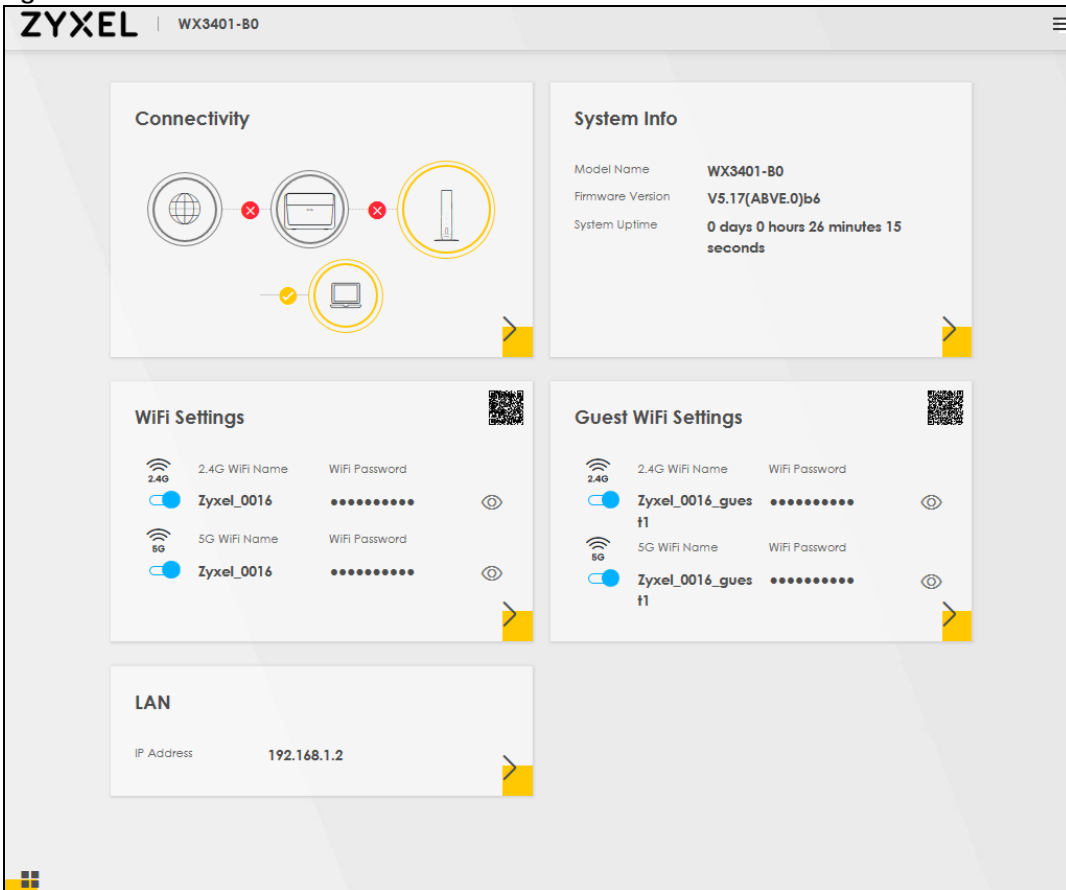 ZYXEL WX3401-B0
Connectivity
System Info
Model Name WX3401-B0
Firmware Version V5.17(ABVE.0)b6
System Uptime 0 days 0 hours 26 minutes 15
seconds
WiFi Settings
2.4G WiFi Name WiFi Password
2.4G
Zyxel_0016 ●●●●●●●●●●
5G WiFi Name WiFi Password
5G
Zyxel_0016 ●●●●●●●●●●
Guest WiFi Settings
2.4G WiFi Name WiFi Password
2.4G
Zyxel_0016_gues ●●●●●●●●●●
t1
5G WiFi Name WiFi Password
5G
Zyxel_0016_gues ●●●●●●●●●●
t1
LAN
IP Address 192.168.1.2